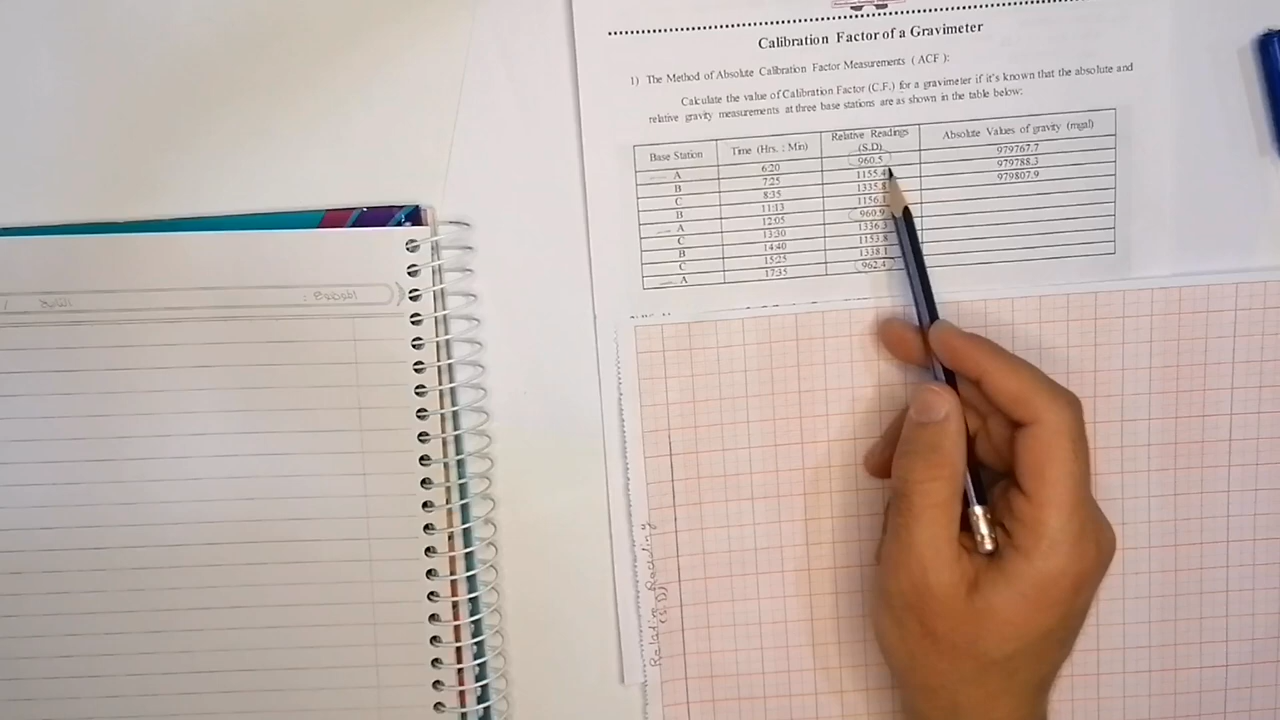 Calibration Factor of a Gravimeter
1) The Method of Absolute Calibration Factor Measurements ( ACF ):
Calculate the value of Calibration Factor (C.F.) for a gravimeter if it's known that the absolute and
relative gravity measurements at three base stations are as shown in the table below:
Base Station Time (Hrs. : Min) Relative Readings (S.D) Absolute Values of gravity (mgal)
A 6:20 960.5 979767.7
B 7:25 1155.4 979788.3
C 8:35 1335.8 979807.9
B 11:13 1156.1
A 12:05 960.9
C 13:30 1336.3
B 14:40 1153.8
C 15:25 1338.1
A 17:35 962.4
Relative Reading
(S.D)